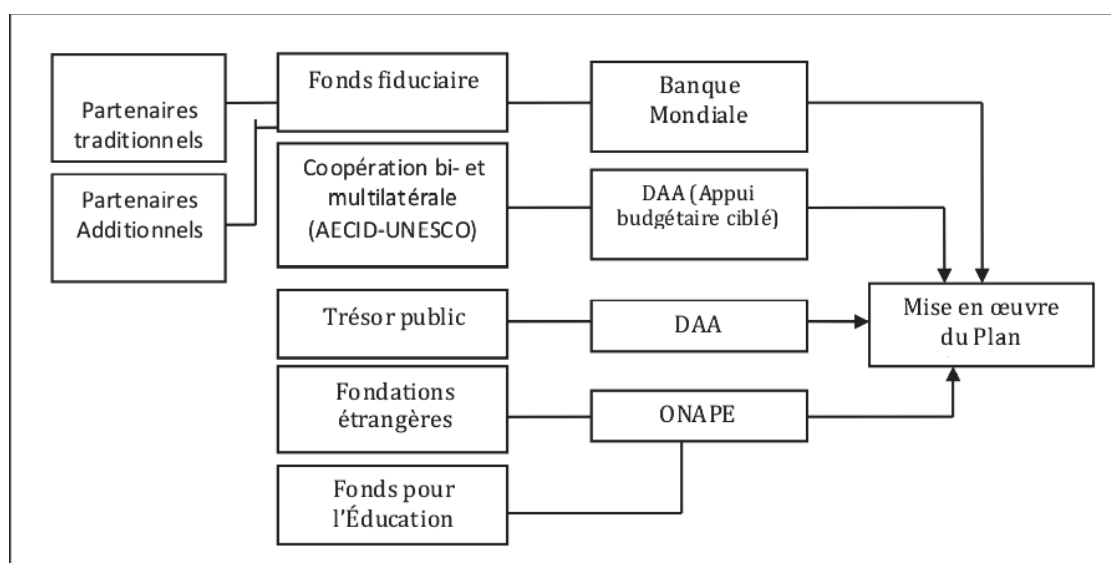 Partenaires
traditionnels
Partenaires
Additionnels
Fonds fiduciaire
Coopération bi- et
multilatérale
(AECID-UNESCO)
Trésor public
Fondations
étrangères
Fonds pour
l'Éducation
Banque
Mondiale
DAA (Appui
budgétaire ciblé)
DAA
ONAPE
Mise en œuvre
du Plan